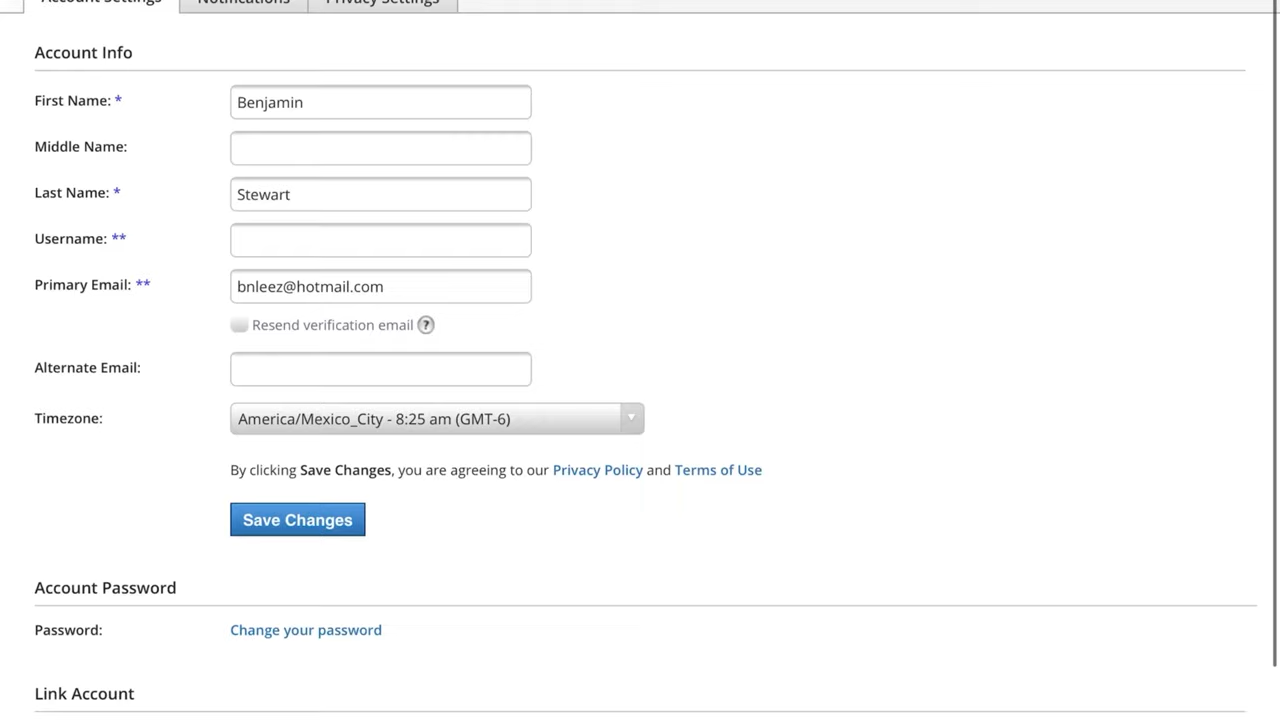 Account Settings
Notifications
Privacy Settings
Account Info
First Name: *
Benjamin
Middle Name:
Last Name: *
Stewart
Username: **
Primary Email: **
bnleez@hotmail.com
Resend verification email ?
Alternate Email:
Timezone:
America/Mexico_City - 8:25 am (GMT-6)
By clicking Save Changes, you are agreeing to our Privacy Policy and Terms of Use
Save Changes
Account Password
Password:
Change your password
Link Account